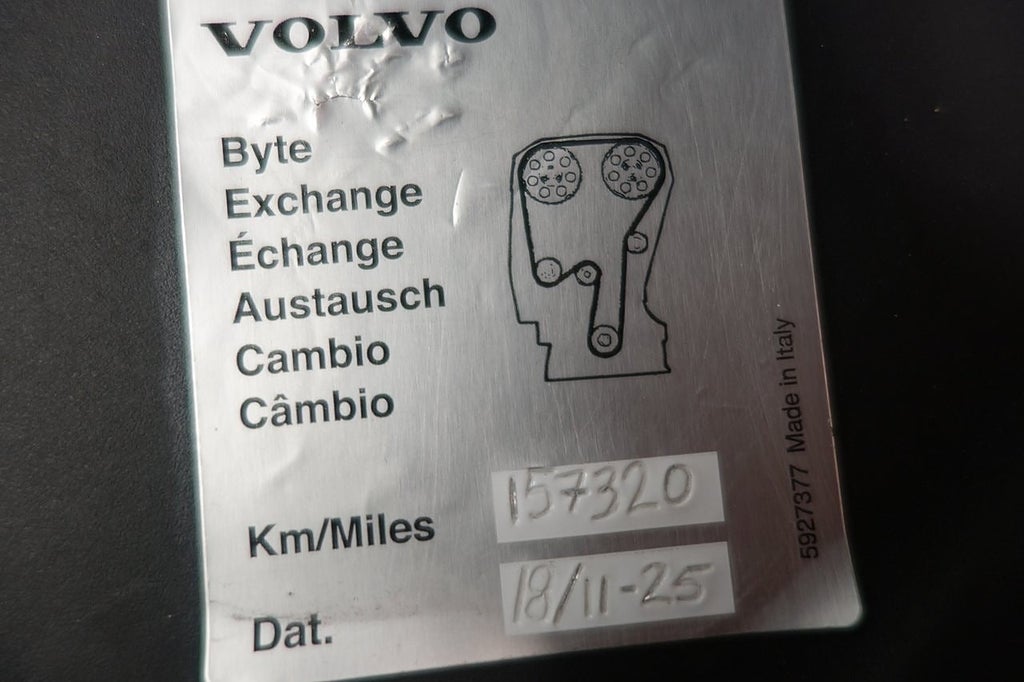 VOLVO
Byte
Exchange
Échange
Austausch
Cambio
Câmbio
Km/Miles 157320
Dat. 18/11-25
5927377 Made in Italy